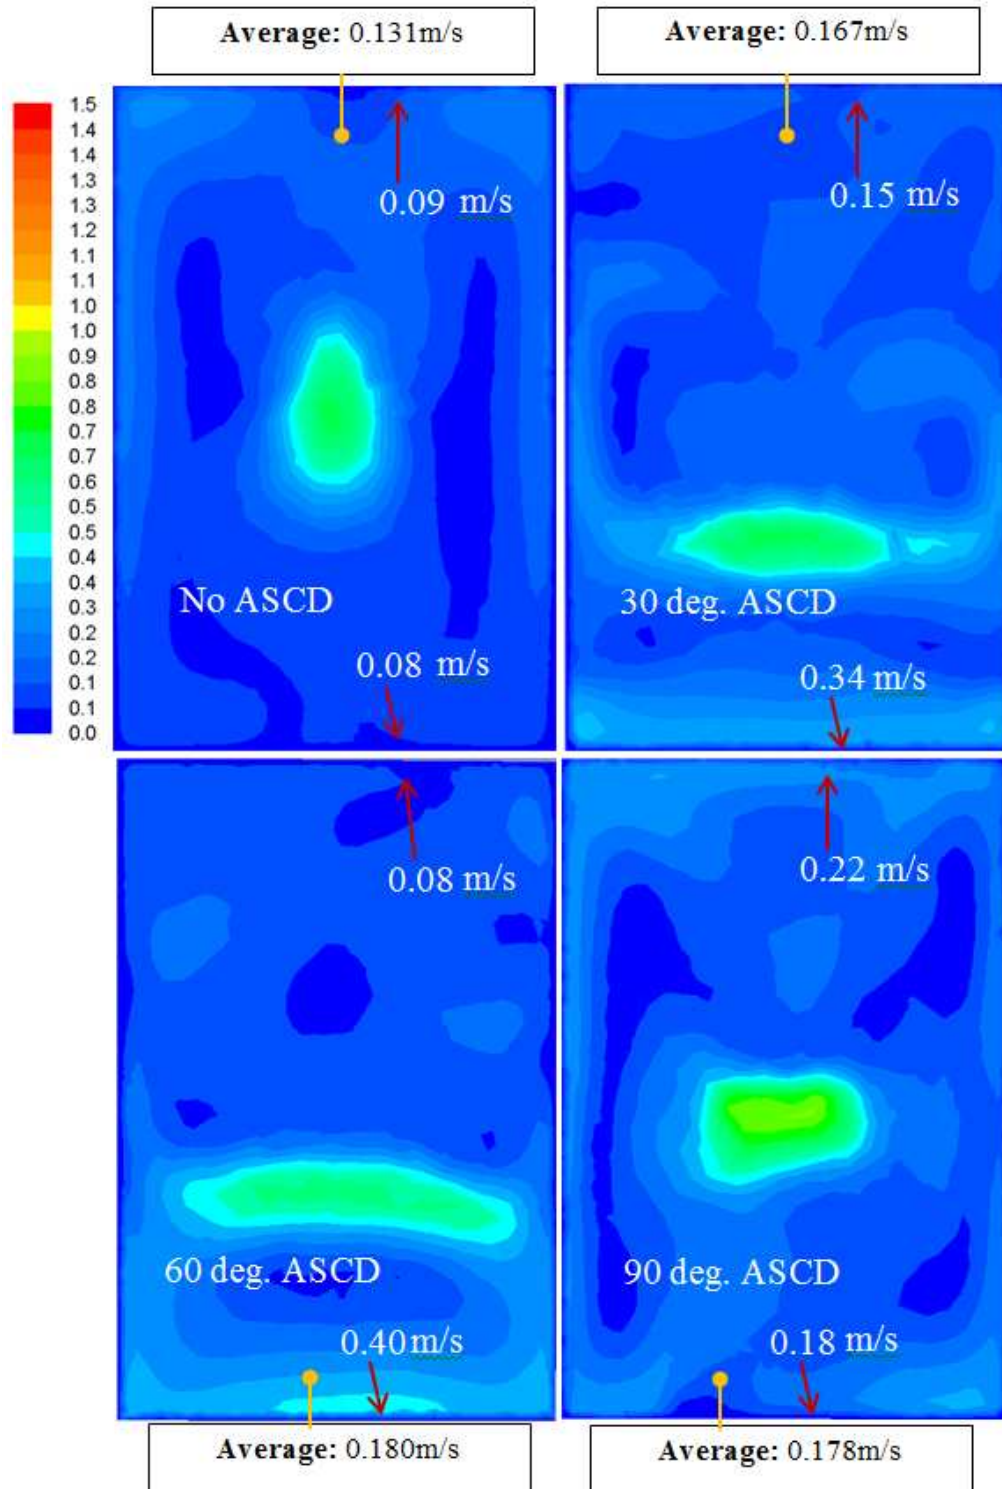 Average: 0.131m/s
Average: 0.167m/s
1.5
1.4
1.4
1.3
1.3
1.2
1.1
1.1
1.0
1.0
0.9
0.8
0.8
0.7
0.6
0.5
0.5
0.4
0.4
0.3
0.2
0.2
0.1
0.1
0.0
0.09 m/s
No ASCD
0.08 m/s
0.15 m/s
30 deg. ASCD
0.34 m/s
0.08 m/s
60 deg. ASCD
0.40 m/s
0.22 m/s
90 deg. ASCD
0.18 m/s
Average: 0.180m/s
Average: 0.178m/s